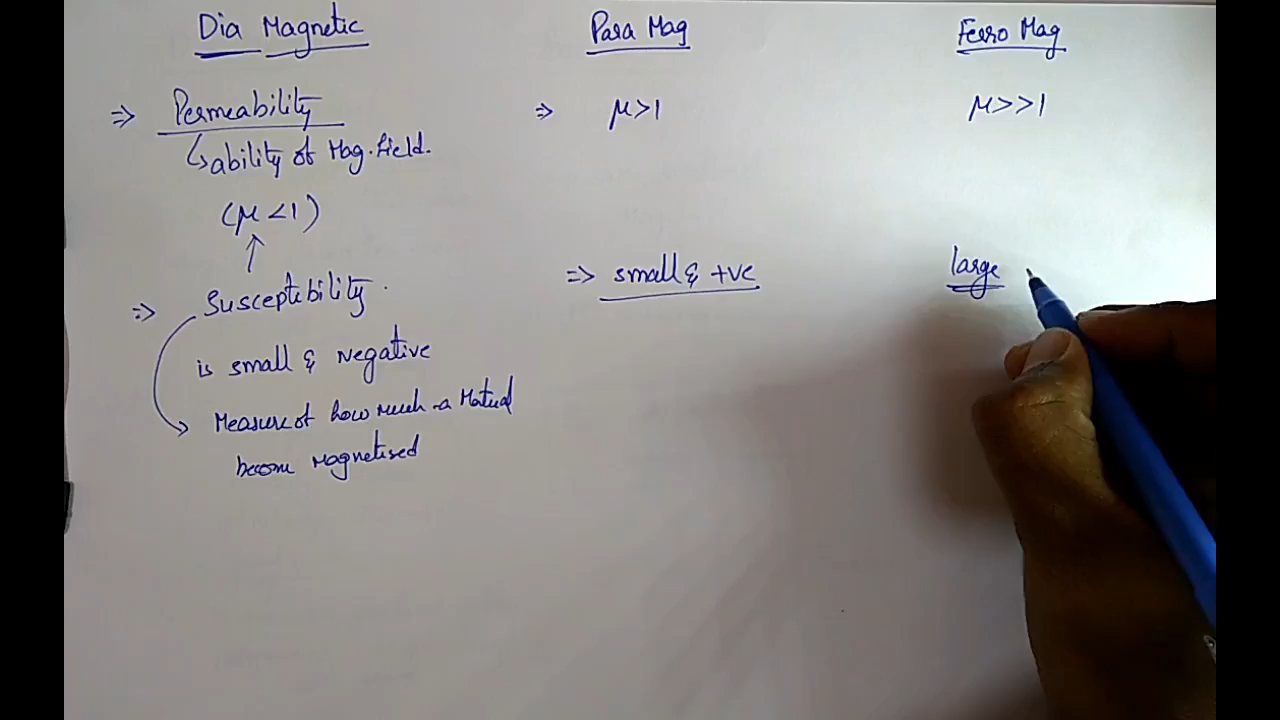 Dia Magnetic
Para Mag
Ferro Mag
⇒ Permeability
↳ ability of Mag. field.
(μ < 1)
⇒ μ>1
μ>>1
⇒ Susceptibility.
is small & Negative
Measure of how much a Material
become magnetised
⇒ small & +ve
large